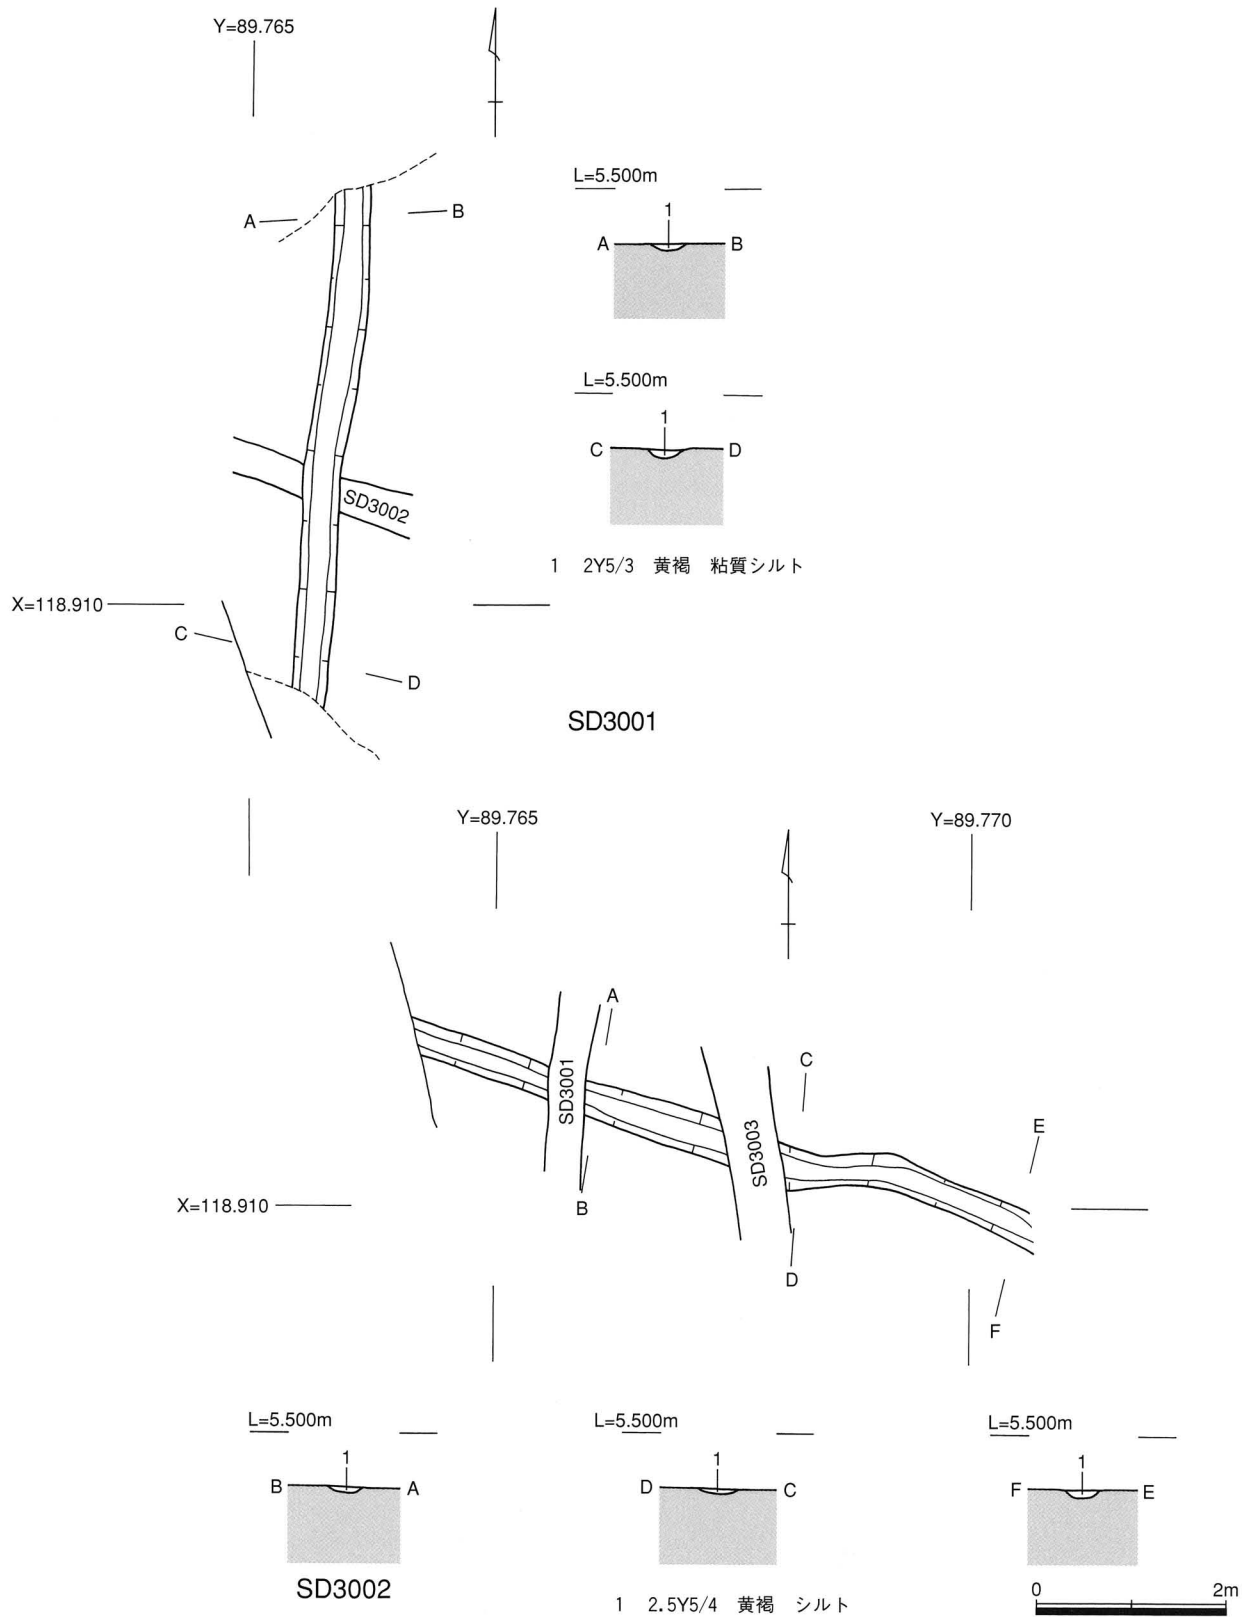 Y=89.765
L=5.500m
A
B
1
A
B
L=5.500m
1
C
D
SD3002
1 2Y5/3 黄褐 粘質シルト
X=118.910
C
D
SD3001
Y=89.765
Y=89.770
A
C
SD3001
E
SD3003
X=118.910
B
D
F
L=5.500m
L=5.500m
L=5.500m
1
1
1
B
A
D
C
F
E
SD3002
1 2.5Y5/4 黄褐 シルト
0
2m